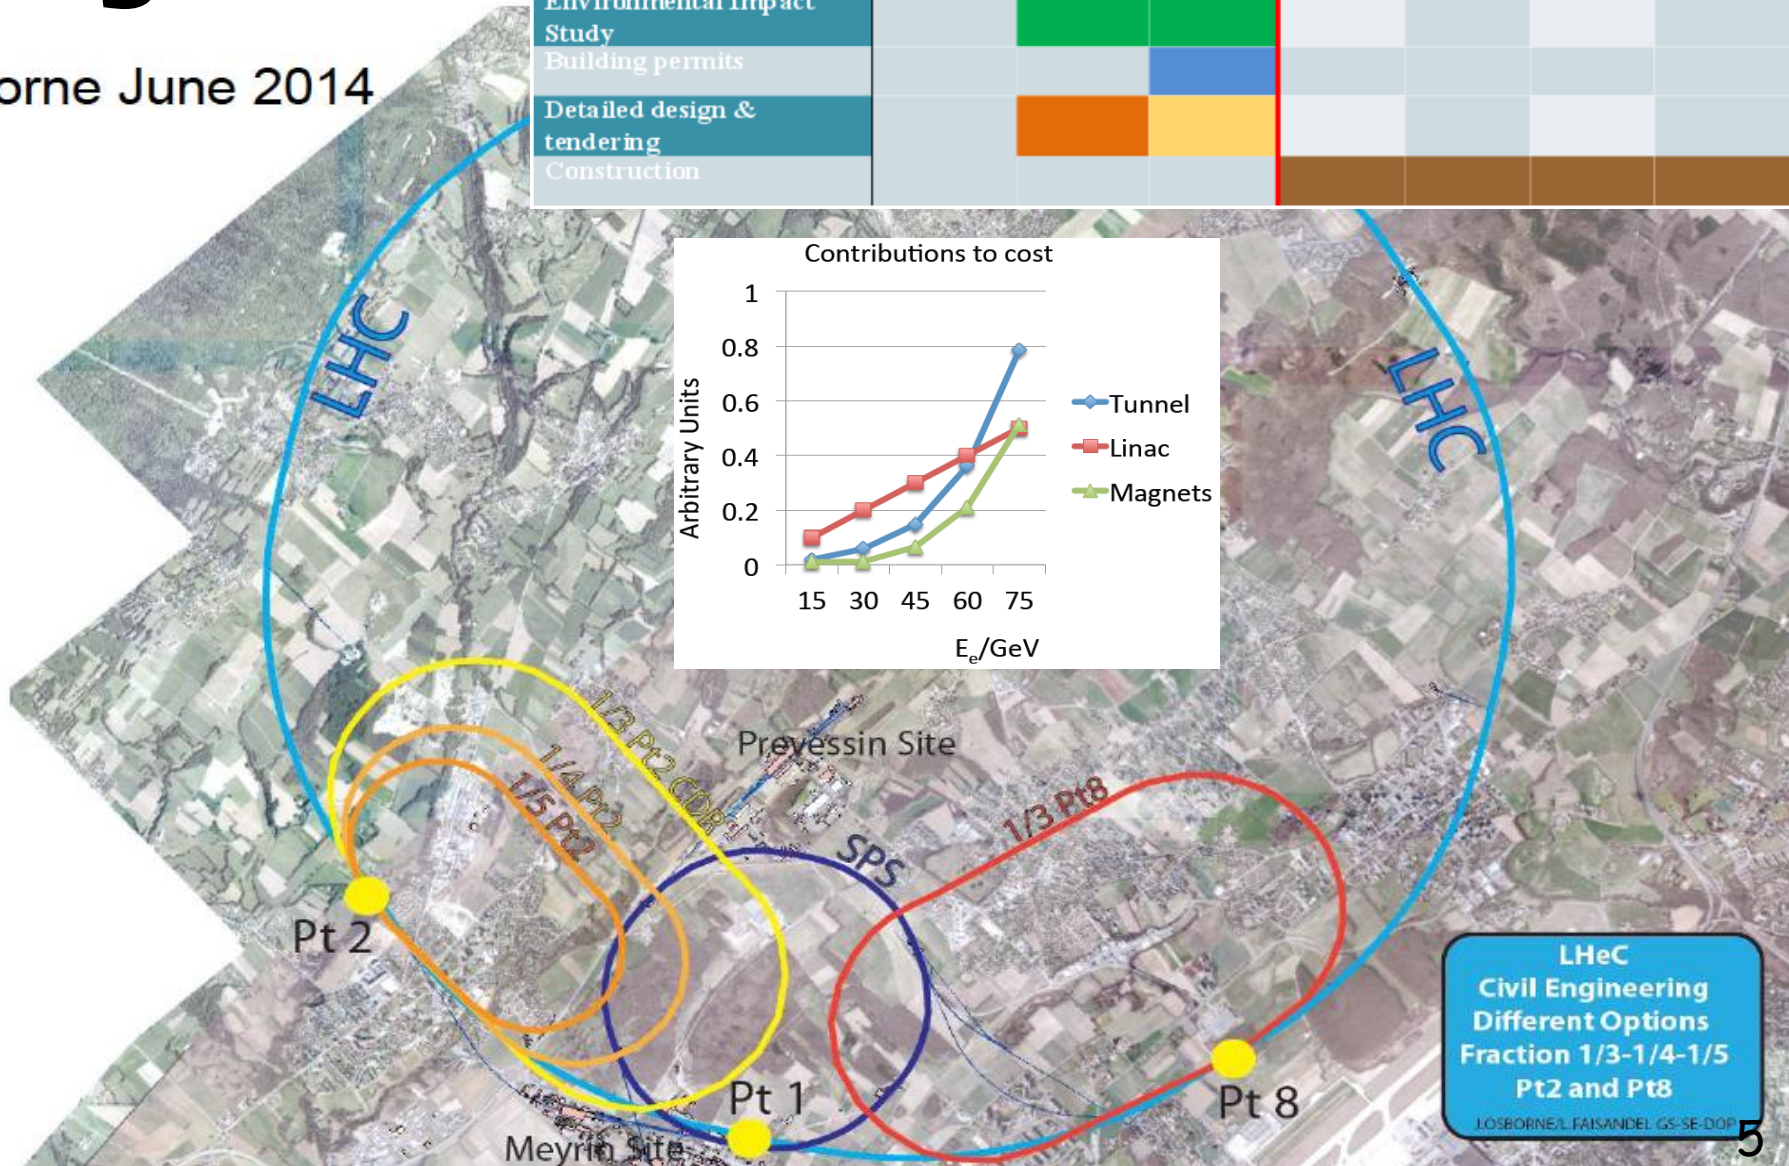 orne June 2014
Environmental Impact
Study
Building permits
Detailed design &
tendering
Construction
Contributions to cost
1
0.8
0.6
0.4
0.2
0
Arbitrary Units
15 30 45 60 75
Ee/GeV
Tunnel
Linac
Magnets
LHC
LHC
1/3 Pt2 CDR
1/4 Pt2
1/5 Pt2
Prevessin Site
SPS
1/3 Pt8
Pt 2
Pt 1
Pt 8
Meyrin Site
LHeC
Civil Engineering
Different Options
Fraction 1/3-1/4-1/5
Pt2 and Pt8
J.OSBORNE/L.FAISANDEL GS-SE-DOP
5